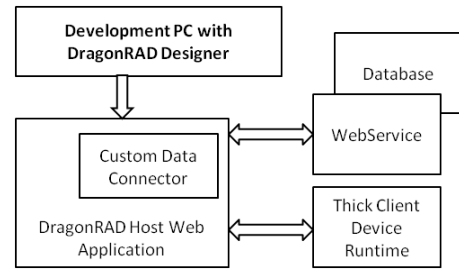 Development PC with
DragonRAD Designer
Database
WebService
Custom Data
Connector
DragonRAD Host Web
Application
Thick Client
Device
Runtime